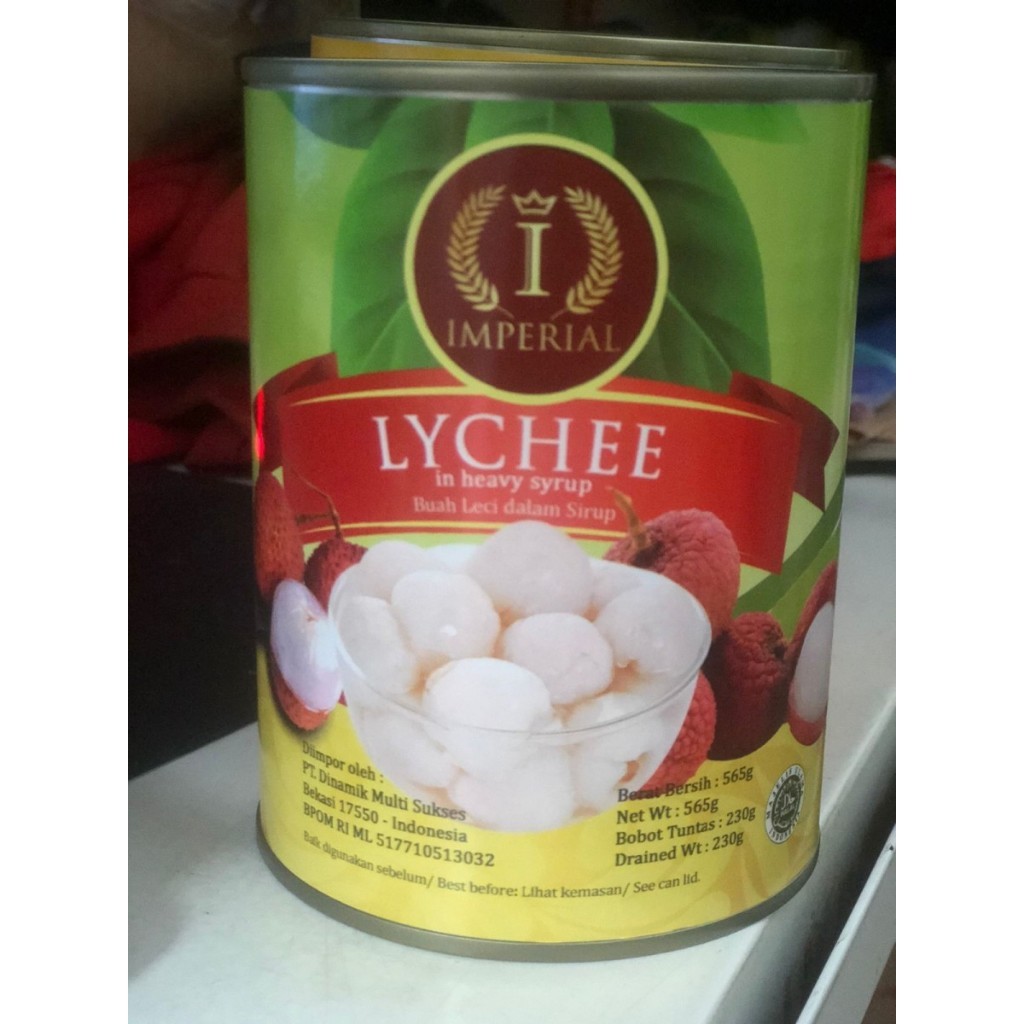 I
IMPERIAL
LYCHEE
in heavy syrup
Buah Leci dalam Sirup
Diimpor oleh :
PT. Dinamik Multi Sukses
Bekasi 17550 - Indonesia
BPOM RI ML 517710513032
Berat Bersih : 565g
Net Wt : 565g
Bobot Tuntas : 230g
Drained Wt : 230g
Baik digunakan sebelum/ Best before: Lihat kemasan/ See can lid.